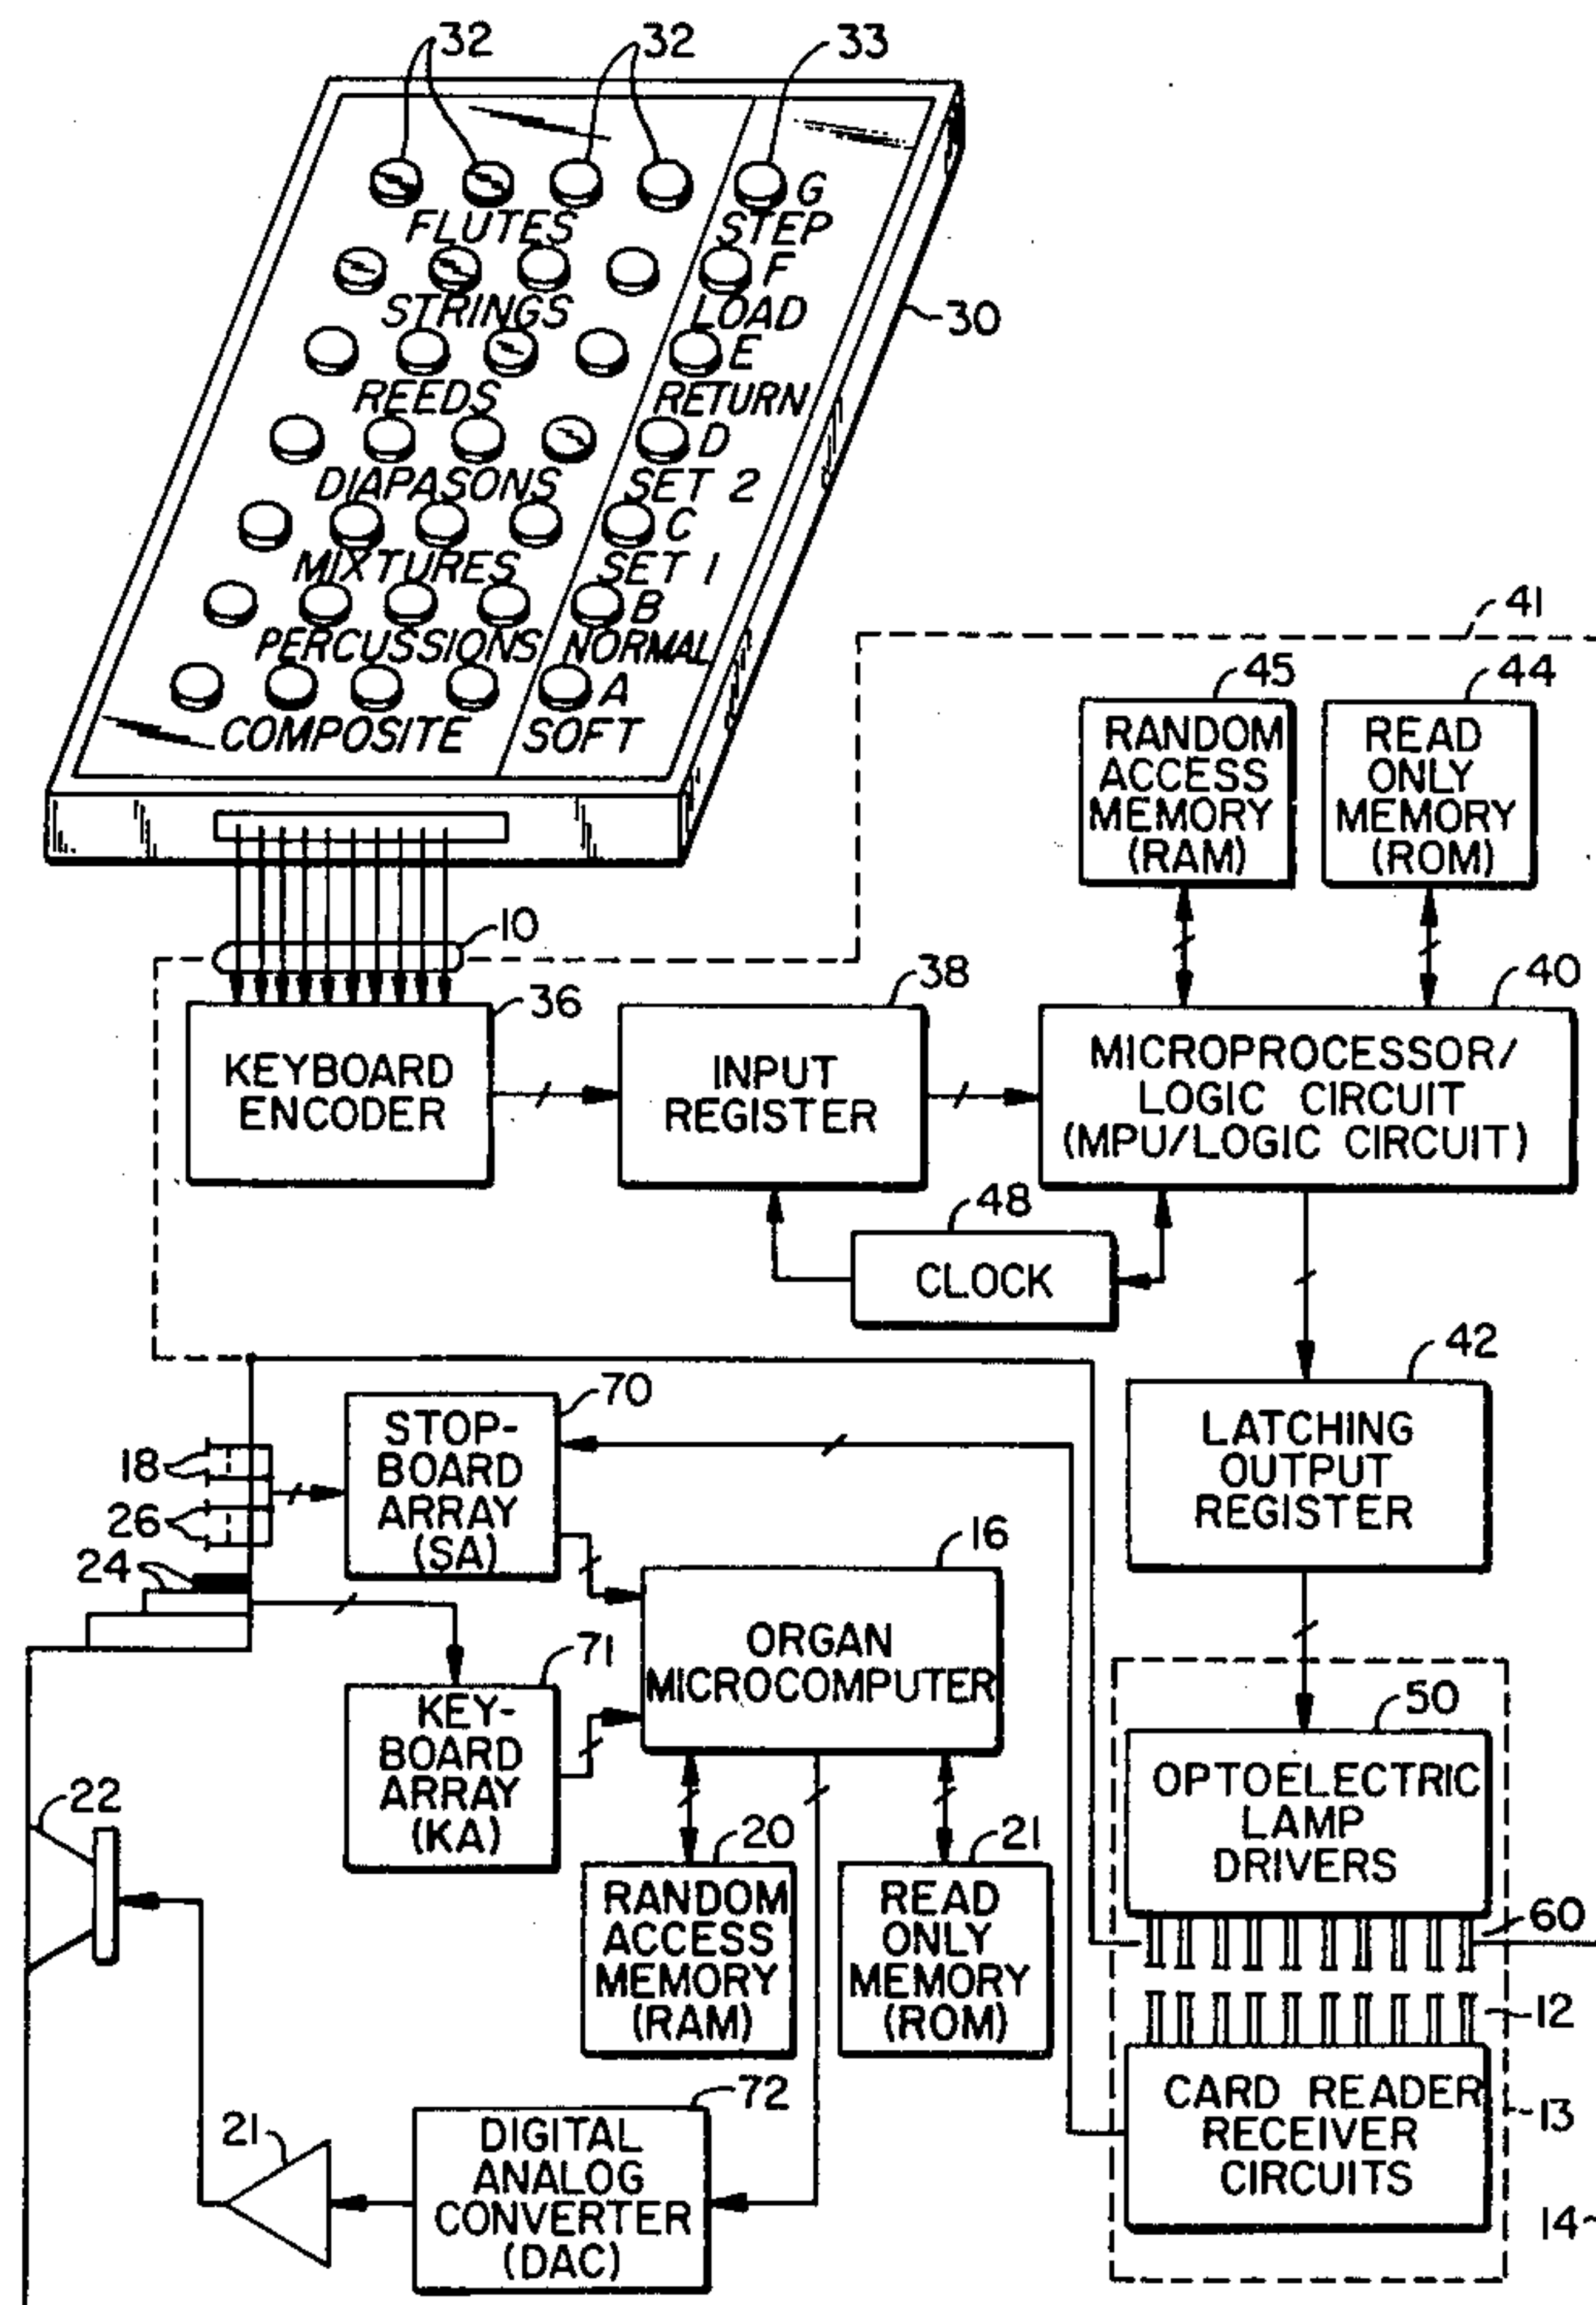 32
32
33
G
FLUTES
STEP
F
STRINGS
LOAD
30
E
REEDS
RETURN
D
DIAPASONS
SET 2
C
MIXTURES
SET 1
B
PERCUSSIONS
NORMAL
A
COMPOSITE
SOFT
41
45
44
RANDOM
ACCESS
MEMORY
(RAM)
READ
ONLY
MEMORY
(ROM)
10
36
38
40
KEYBOARD
ENCODER
INPUT
REGISTER
MICROPROCESSOR/
LOGIC CIRCUIT
(MPU/LOGIC CIRCUIT)
48
CLOCK
42
LATCHING
OUTPUT
REGISTER
70
STOP-
BOARD
ARRAY
(SA)
18
26
24
16
ORGAN
MICROCOMPUTER
71
KEY-
BOARD
ARRAY
(KA)
50
OPTOELECTRIC
LAMP
DRIVERS
22
20
21
RANDOM
ACCESS
MEMORY
(RAM)
READ
ONLY
MEMORY
(ROM)
60
12
CARD READER
RECEIVER
CIRCUITS
13
14
72
DIGITAL
ANALOG
CONVERTER
(DAC)
21